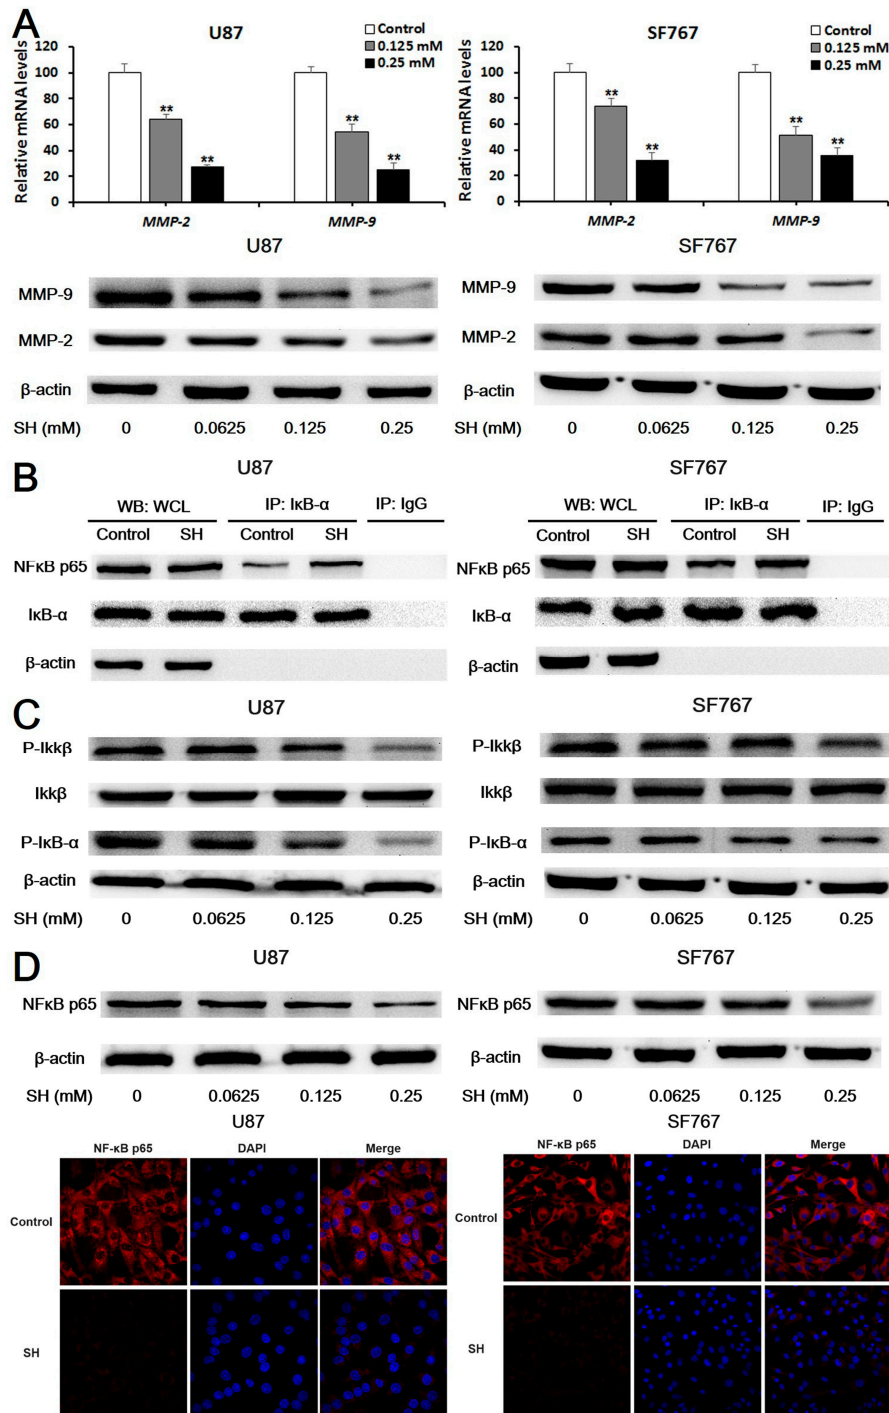 A
U87
Control
0.125 mM
0.25 mM
Relative mRNA levels
120
100
80
60
40
20
0
**
**
**
**
MMP-2
MMP-9
SF767
Control
0.125 mM
0.25 mM
Relative mRNA levels
120
100
80
60
40
20
0
**
**
**
**
MMP-2
MMP-9
U87
MMP-9
MMP-2
β-actin
SH (mM) 0 0.0625 0.125 0.25
SF767
MMP-9
MMP-2
β-actin
SH (mM) 0 0.0625 0.125 0.25
B
U87
WB: WCL IP: IκB-α IP: IgG
Control SH Control SH
NFκB p65
IκB-α
β-actin
SF767
WB: WCL IP: IκB-α IP: IgG
Control SH Control SH
NFκB p65
IκB-α
β-actin
C
U87
P-Ikkβ
Ikkβ
P-IκB-α
β-actin
SH (mM) 0 0.0625 0.125 0.25
SF767
P-Ikkβ
Ikkβ
P-IκB-α
β-actin
SH (mM) 0 0.0625 0.125 0.25
D
U87
NFκB p65
β-actin
SH (mM) 0 0.0625 0.125 0.25
SF767
NFκB p65
β-actin
SH (mM) 0 0.0625 0.125 0.25
U87
NF-κB p65 DAPI Merge
Control
SH
SF767
NF-κB p65 DAPI Merge
Control
SH